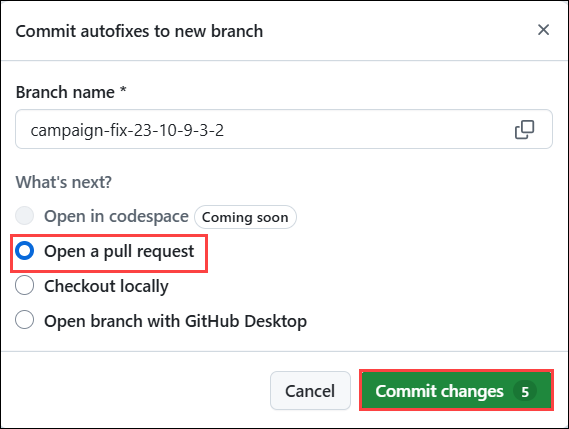 Commit autofixes to new branch
Branch name *
campaign-fix-23-10-9-3-2
What's next?
Open in codespace Coming soon
Open a pull request
Checkout locally
Open branch with GitHub Desktop
Cancel Commit changes 5